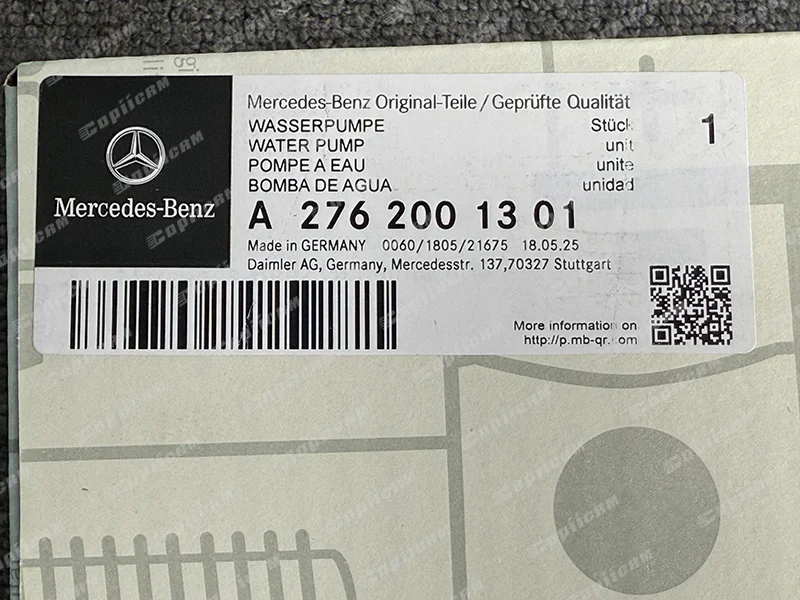 Mercedes-Benz Original-Teile / Geprüfte Qualität
WASSERPUMPE Stück 1
WATER PUMP unit
POMPE A EAU unite
BOMBA DE AGUA unidad
Mercedes-Benz
A 276 200 13 01
Made in GERMANY 0060/1805/21675 18.05.25
Daimler AG, Germany, Mercedesstr. 137,70327 Stuttgart
More information on
http://p.mb-qr.com
Copiicam